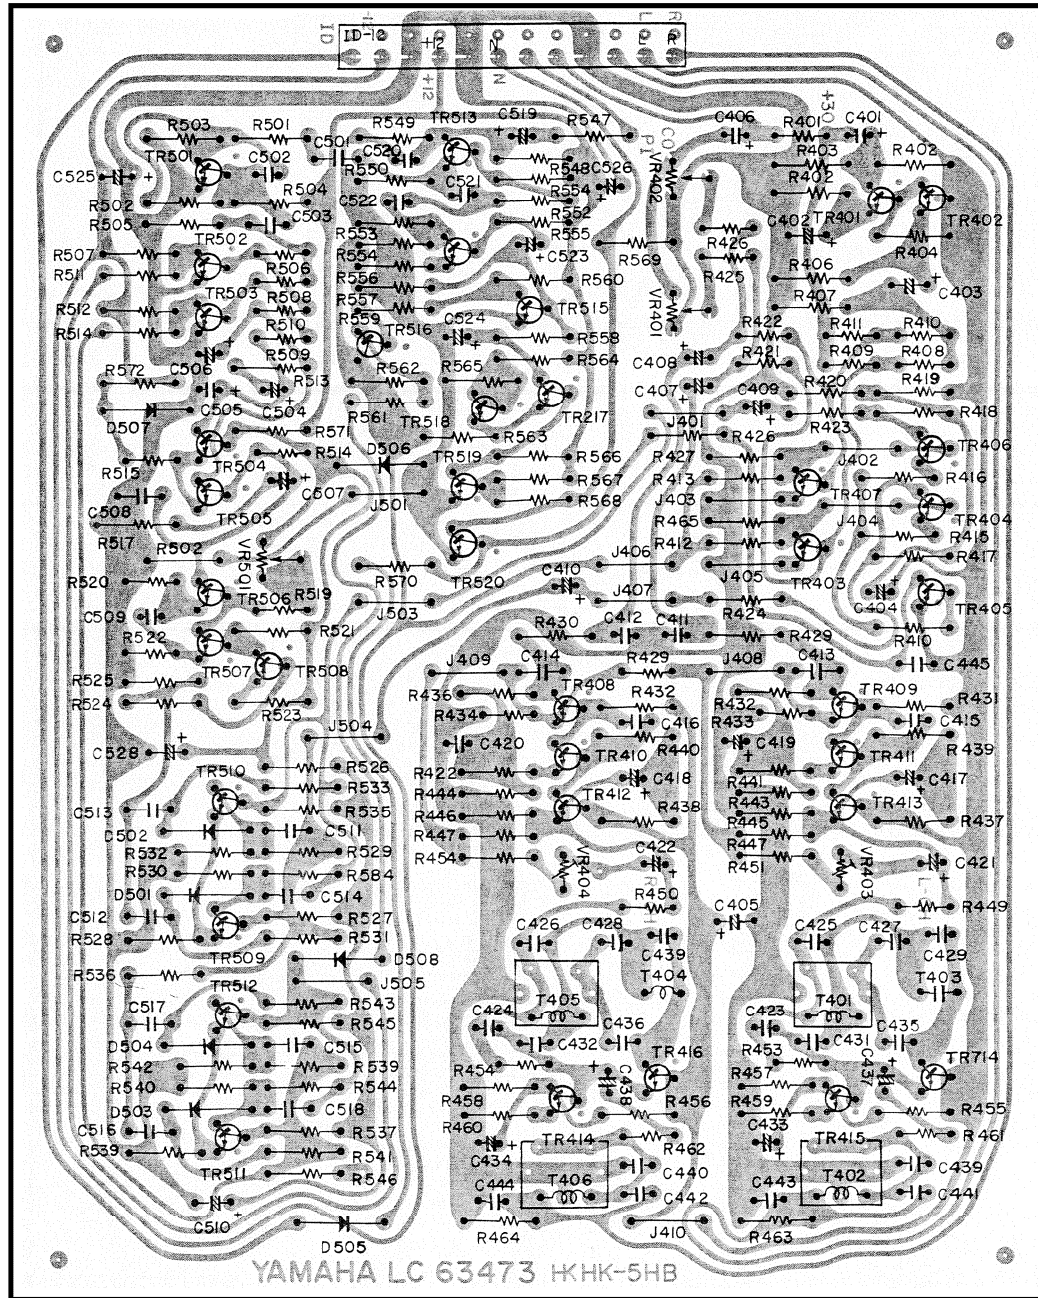 ID -12 L R
ID-12 +12 N L R
+12 N
R503 R501 C501 R549 C520 TR513 C519 R547 C406 R401 +30 C401
TR501 C502 R550 R548 C526 PI CO VR402 R403 R402
C525 R504 C521 R554 R402
R502 C503 C522 R552 C402 TR401 TR402
R505 TR502 R553 R555 R426 R404
R507 R506 R554 C523 R569 R425 R406
R511 TR503 R508 R556 R560 VR401 R407 C403
R512 R510 R557 TR515
R514 R509 R559 TR516 C524 R558 R422 R411 R410
C506 R513 R562 R565 R564 C408 R421 R409 R408
R572 C505 C504 R561 TR518 TR217 C407 C409 R420 R419
D507 R571 D506 R563 J401 R423 R418
R515 TR504 R514 TR519 R566 R427 R426 J402 TR406
C508 TR505 C507 J501 R567 R413 TR407 R416
R568 J403 J404 TR404
R517 R502 VR501 R465 R415
R412 R417
R520 R519 R570 TR520 C410 J406 J405 TR403
C509 TR506 J503 J407 R424 C404 TR405
R522 R521 R430 C412 C411 R429 R410
R525 TR507 TR508 J409 C414 R429 J408 C413 C445
R524 R523 R436 TR408 R432 R432 TR409 R431
R434 C416 R433 C415
J504 C420 TR410 R440 C419 TR411 R439
C528 R526 R422 C418 R441 C417
TR510 R533 R444 TR412 R438 R443 TR413
C513 R535 R446 R445 R437
D502 C511 R447 R447
R532 R529 R454 VR404 C422 R451 VR403 C421
R530 R584 R450 R449
D501 C514 C405
C512 R527 C426 C428 C425 C427
R528 R531 C439 C429
TR509 D508 T404 T403
R536 J505 T405 T401
TR512 R543
C517 R545 C424 C436 C423 C435
D504 C515 C432 C431
R542 R539 R454 TR416 R453 C437 TR714
R540 R544 R458 C438 R456 R457 R455
D503 C518 R460 R459
C516 R537 C434 TR414 R462 C433 TR415 R461
R539 R541
TR511 R546 C444 T406 C440 C443 T402 C439
C510 C442 C441
D505 R464 J410 R463
YAMAHA LC 63473 HKHK-5HB